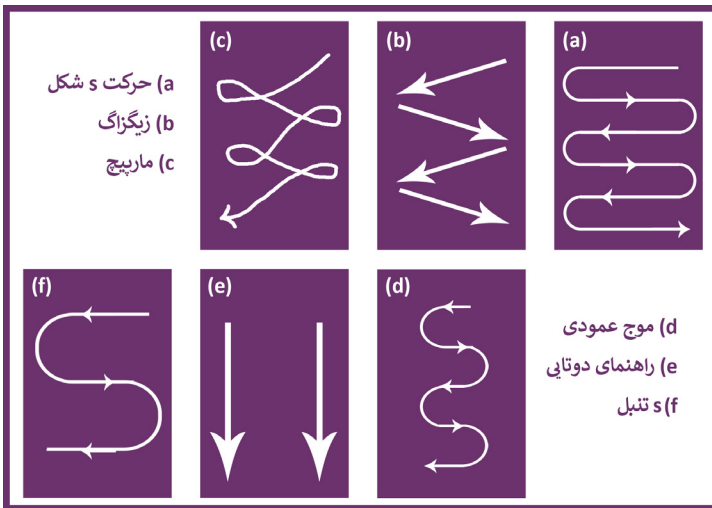 (a)
(b)
(c)
a) حرکت s شکل
b) زیگزاگ
c) مارپیچ
(d)
(e)
(f)
d) موج عمودی
e) راهنمای دوتایی
f) s تنبل